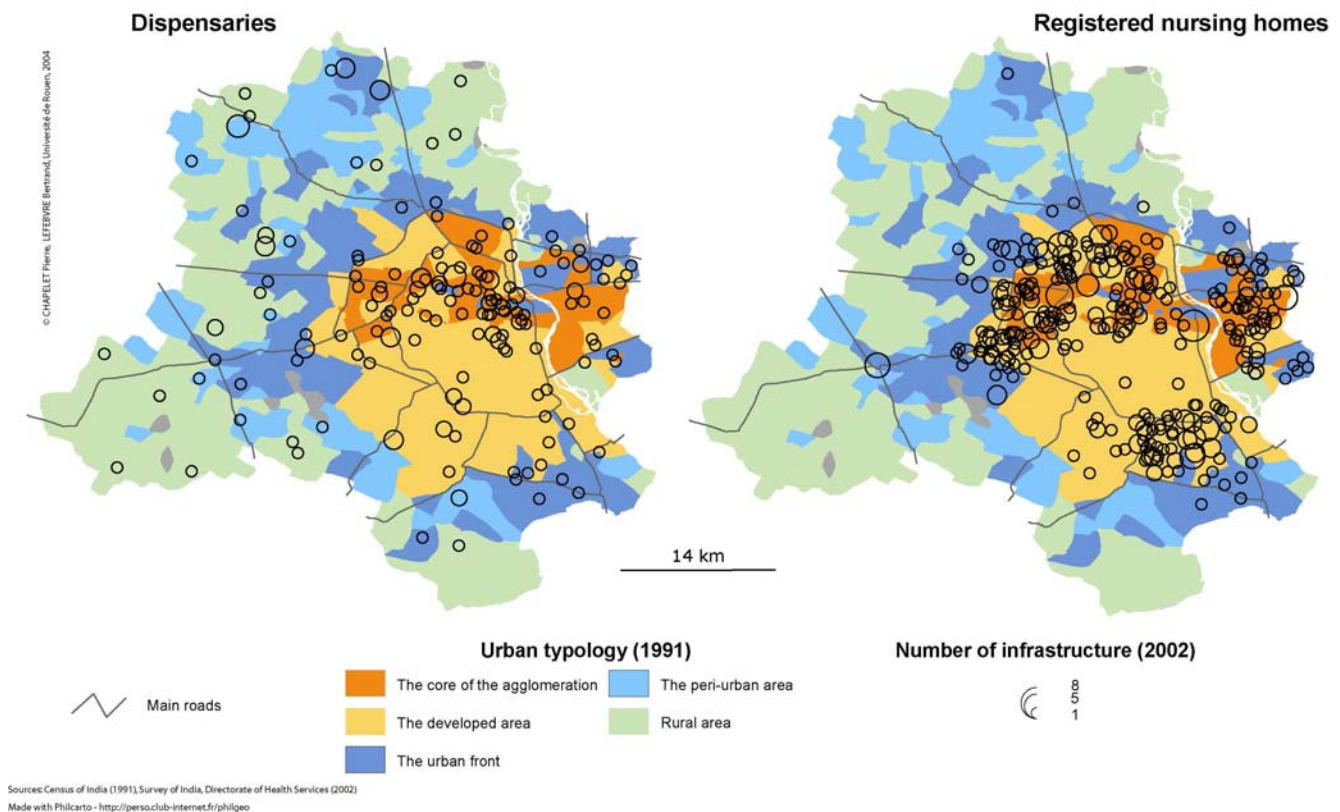 Dispensaries
Registered nursing homes
© CHAPELET Pierre, LEFEBVRE Bertrand, Université de Rouen, 2004
14 km
Urban typology (1991)
Number of infrastructure (2002)
Main roads
The core of the agglomeration
The peri-urban area
The developed area
Rural area
The urban front
8
5
1
Sources: Census of India (1991), Survey of India, Directorate of Health Services (2002)
Made with Philcarto - http://perso.club-internet.fr/philgeo